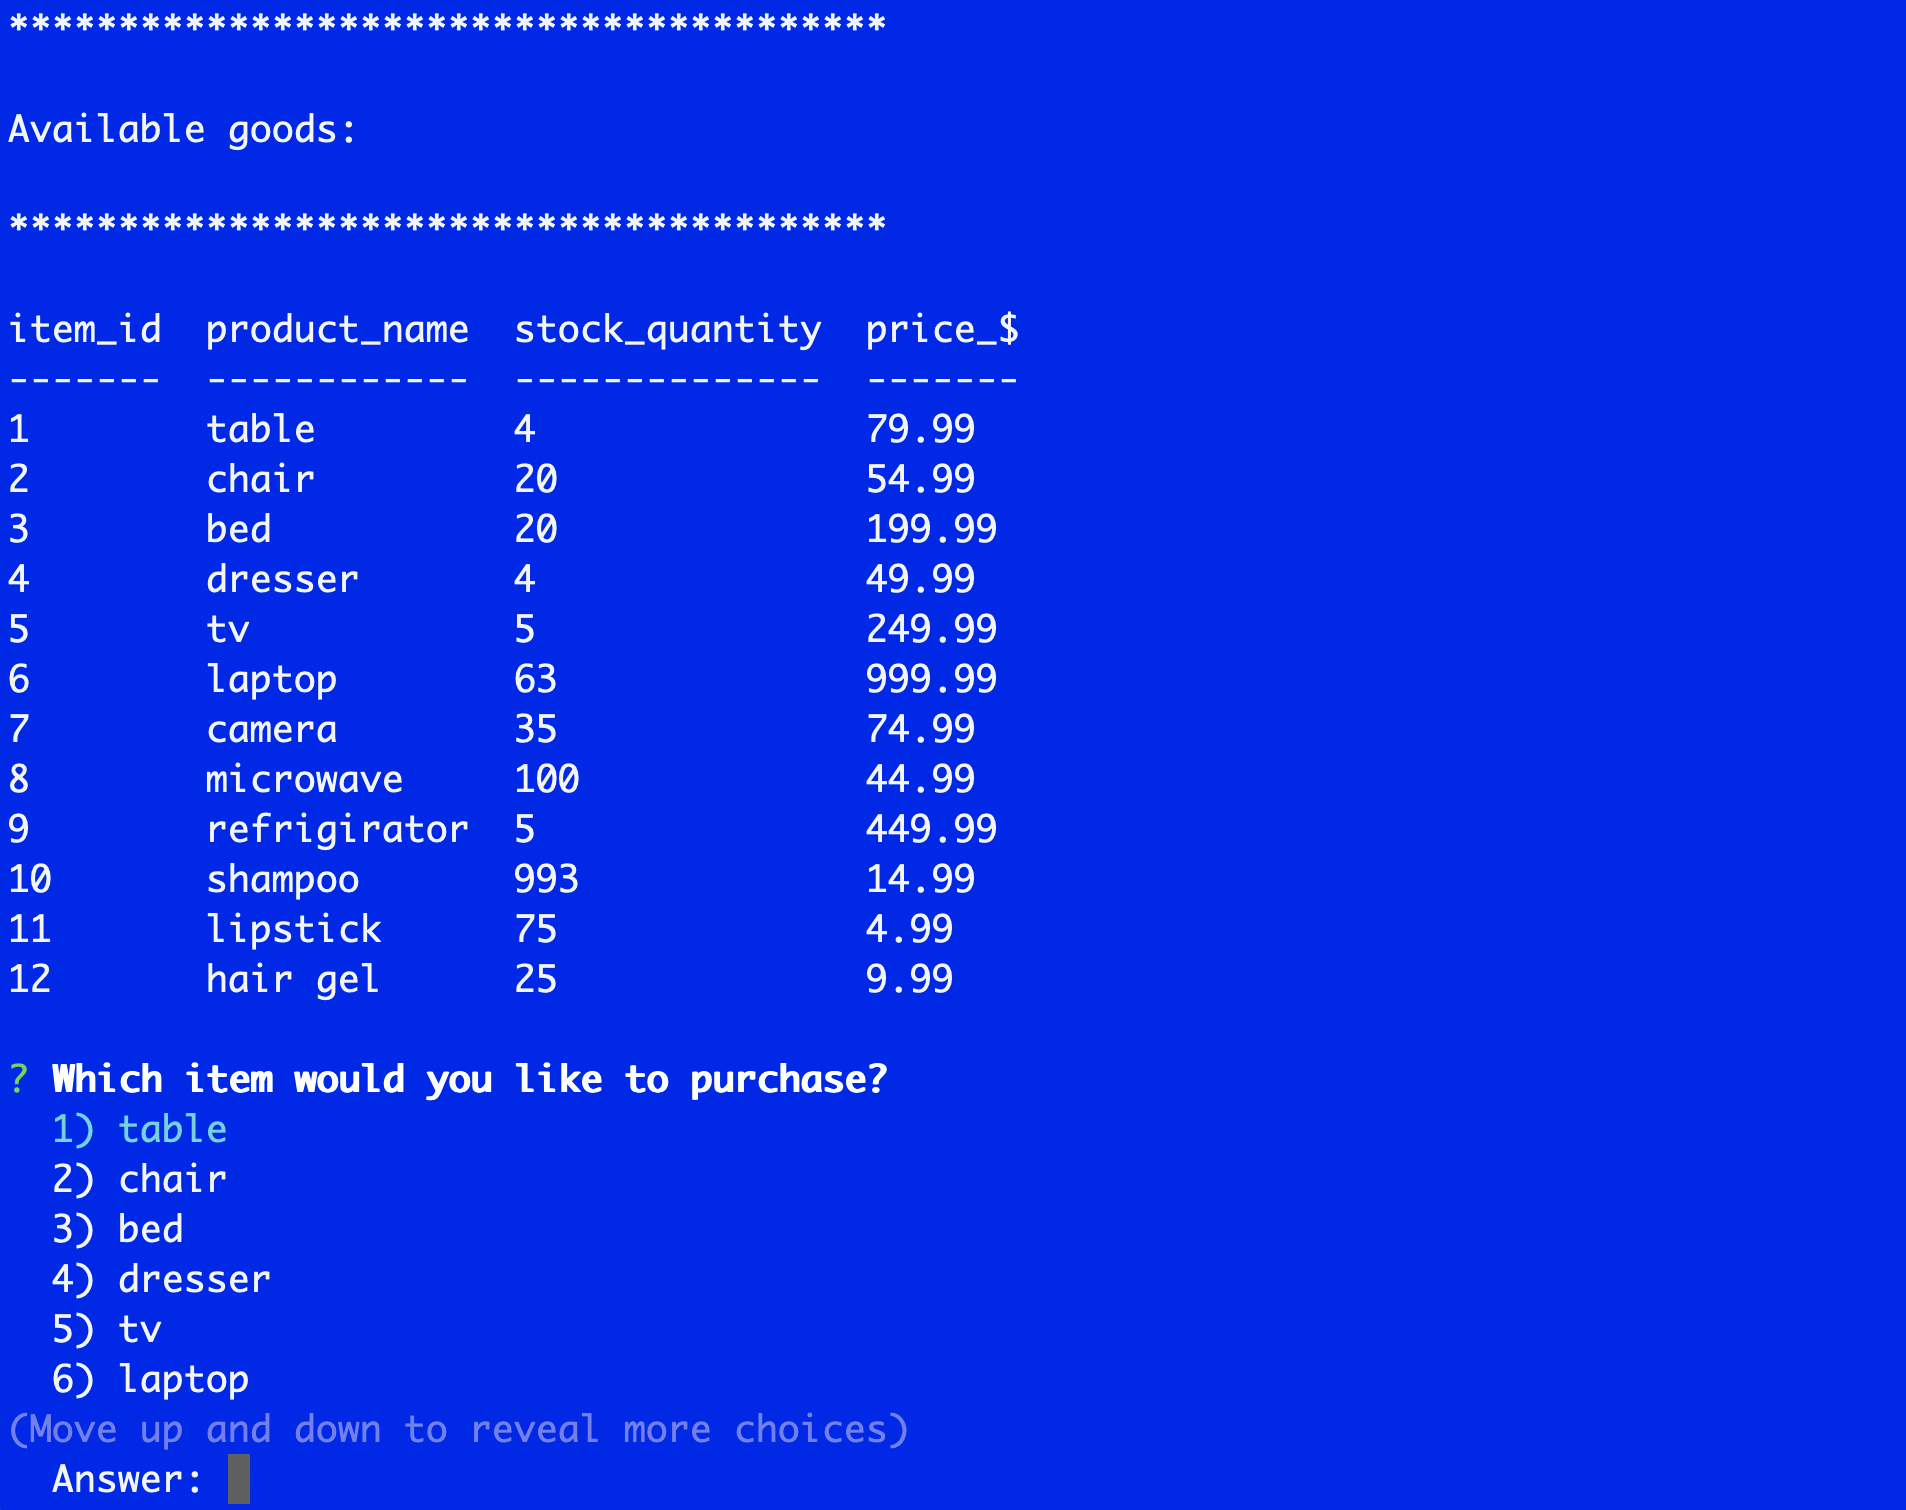 ****************************************
Available goods:
****************************************
item_id  product_name  stock_quantity  price_$
-------  ------------  --------------  -------
1        table         4               79.99
2        chair         20              54.99
3        bed           20              199.99
4        dresser       4               49.99
5        tv            5               249.99
6        laptop        63              999.99
7        camera        35              74.99
8        microwave     100             44.99
9        refrigirator  5               449.99
10       shampoo       993             14.99
11       lipstick      75              4.99
12       hair gel      25              9.99
? Which item would you like to purchase?
  1) table
  2) chair
  3) bed
  4) dresser
  5) tv
  6) laptop
(Move up and down to reveal more choices)
  Answer: